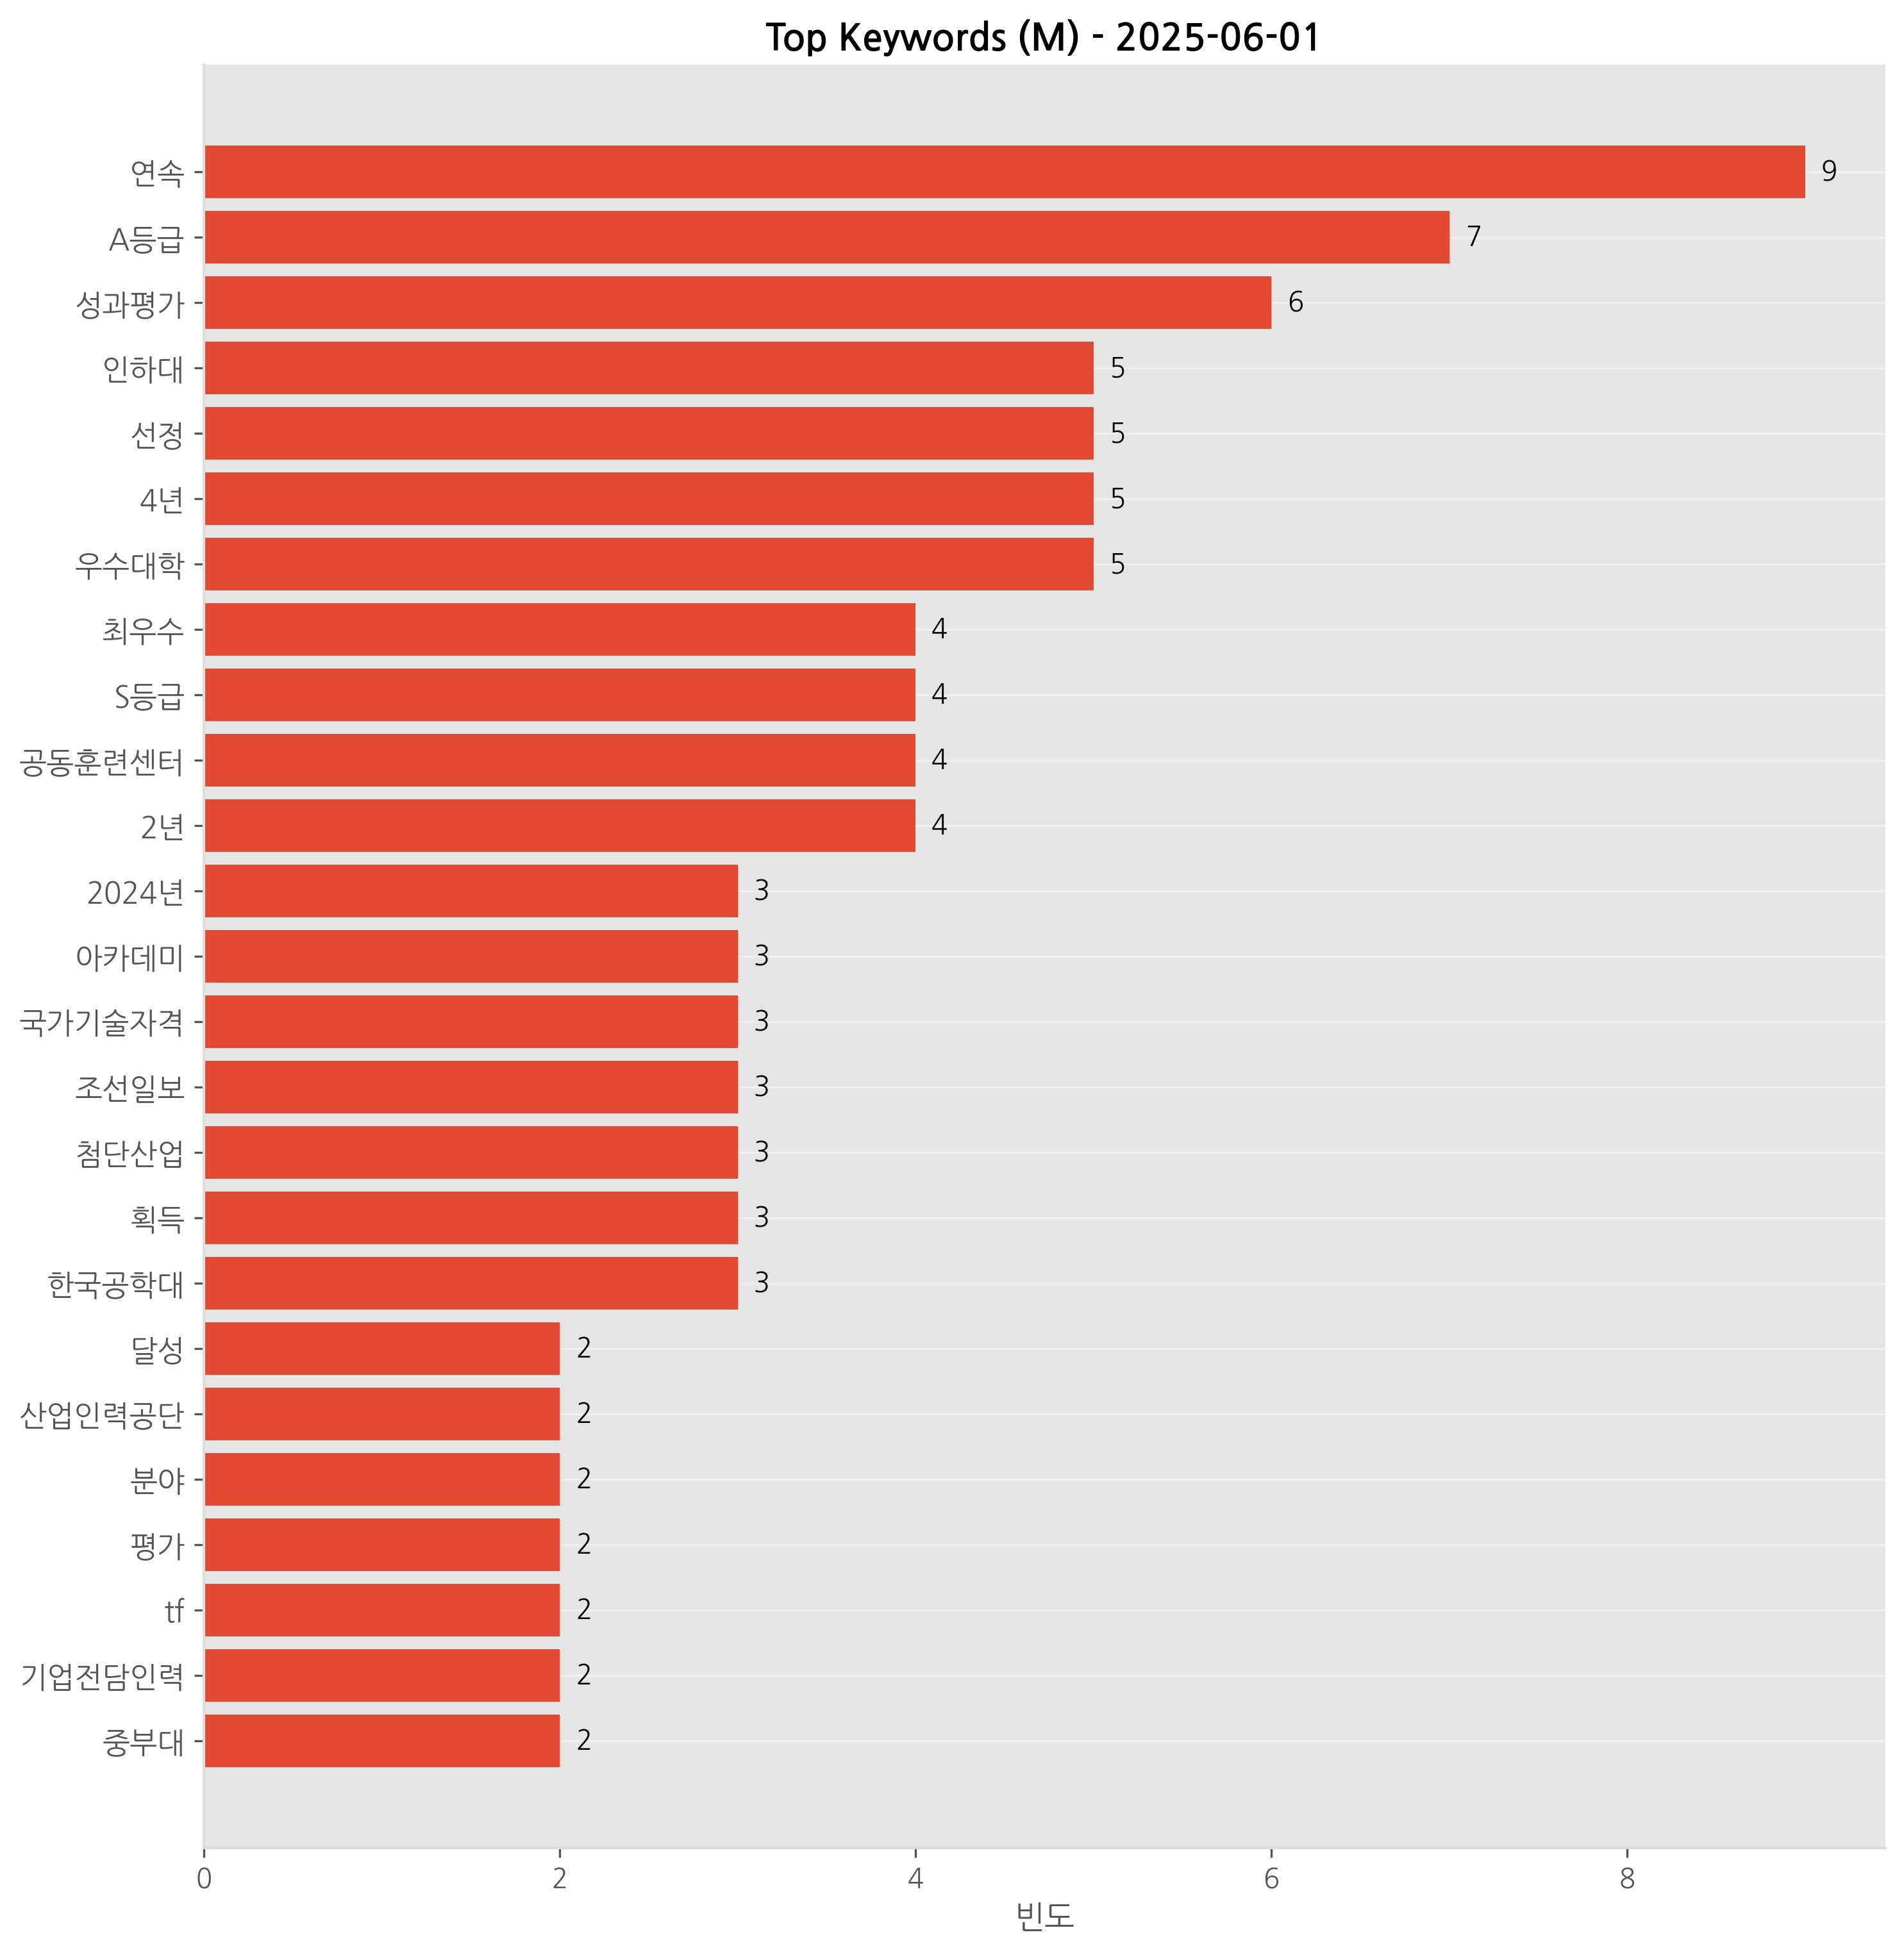 Top Keywords (M) - 2025-06-01
연속 9
A등급 7
성과평가 6
인하대 5
선정 5
4년 5
우수대학 5
최우수 4
S등급 4
공동훈련센터 4
2년 4
2024년 3
아카데미 3
국가기술자격 3
조선일보 3
첨단산업 3
획득 3
한국공학대 3
달성 2
산업인력공단 2
분야 2
평가 2
tf 2
기업전담인력 2
중부대 2
0 2 4 6 8
빈도